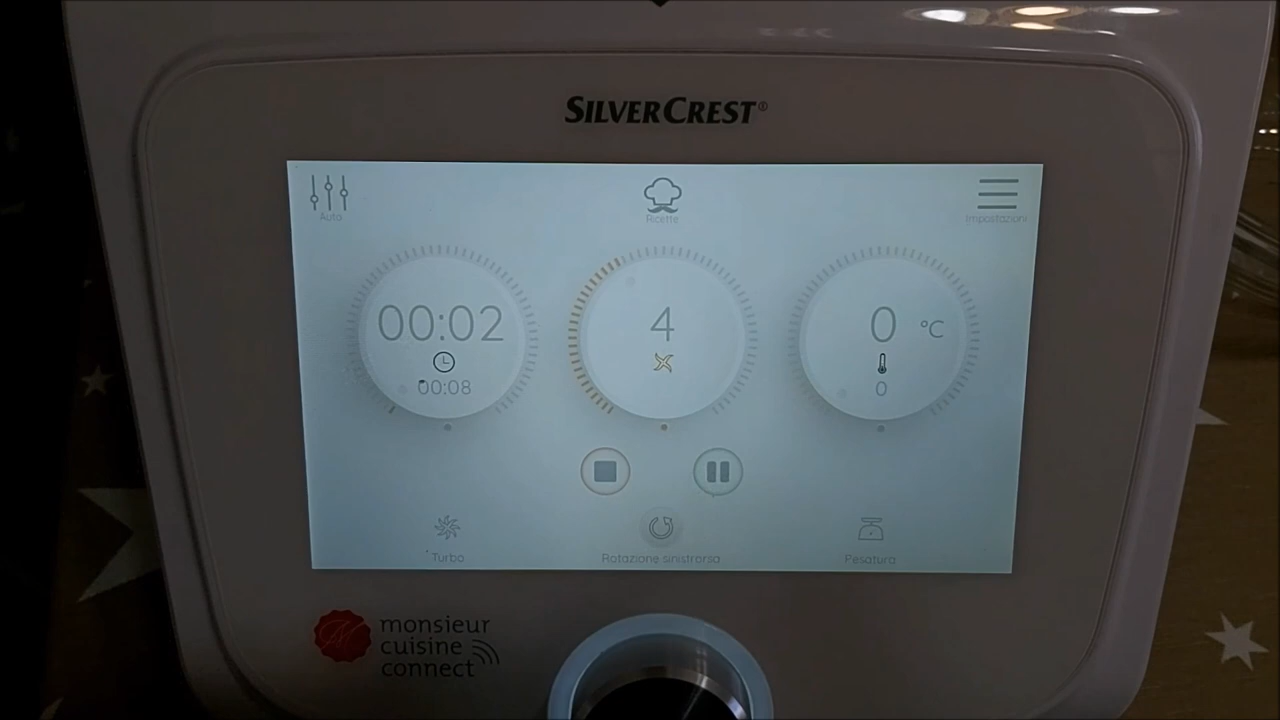 SILVERCREST®
Auto
Ricette
Impostazioni
00:02
00:08
4
0 °C
0
Turbo
Rotazione sinistrorsa
Pesatura
monsieur
cuisine
connect